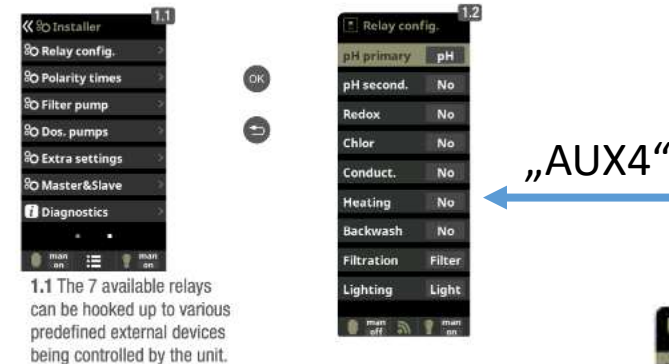 1.1
Installer
Relay config.
Polarity times
Filter pump
Dos. pumps
Extra settings
Master&Slave
Diagnostics
man on
man on
OK
1.1 The 7 available relays
can be hooked up to various
predefined external devices
being controlled by the unit.
1.2
Relay config.
pH primary pH
pH second. No
Redox No
Chlor No
Conduct. No
Heating No
Backwash No
Filtration Filter
Lighting Light
man off
man on
„AUX4“